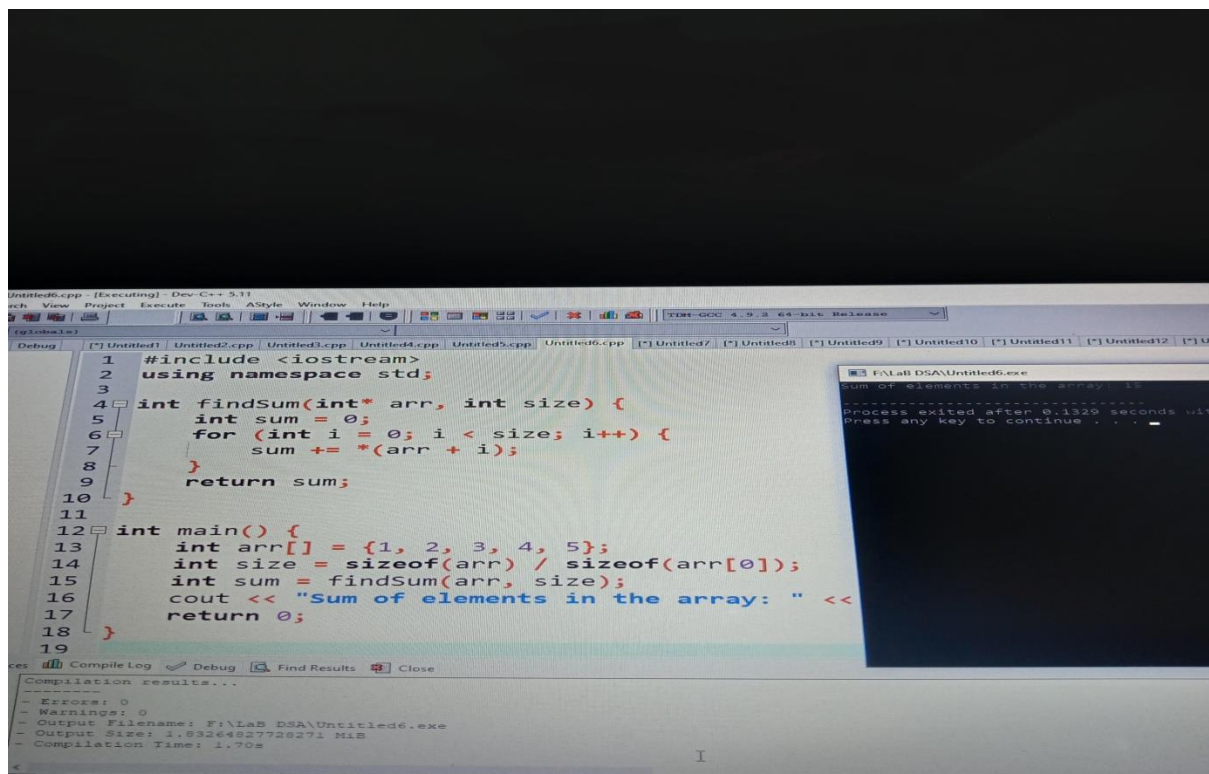 Untitled6.cpp - [Executing] - Dev-C++ 5.11
View Project Execute Tools AStyle Window Help
TDM-GCC 4.9.2 64-bit Release
(globals)
Debug [*] Untitled1 Untitled2.cpp Untitled3.cpp Untitled4.cpp Untitled5.cpp Untitled6.cpp [*] Untitled7 [*] Untitled8 [*] Untitled9 [*] Untitled10 [*] Untitled11 [*] Untitled12
1 #include <iostream>
2 using namespace std;
3
4 int findSum(int* arr, int size) {
5 int sum = 0;
6 for (int i = 0; i < size; i++) {
7 sum += *(arr + i);
8 }
9 return sum;
10 }
11
12 int main() {
13 int arr[] = {1, 2, 3, 4, 5};
14 int size = sizeof(arr) / sizeof(arr[0]);
15 int sum = findSum(arr, size);
16 cout << "Sum of elements in the array: " <<
17 return 0;
18 }
19
F:\LaB DSA\Untitled6.exe
Sum of elements in the array: 15
--------------------------------
Process exited after 0.1329 seconds
Press any key to continue . . .
Compile Log Debug Find Results Close
Compilation results...
--------
- Errors: 0
- Warnings: 0
- Output Filename: F:\LaB DSA\Untitled6.exe
- Output Size: 1.83264827728271 MiB
- Compilation Time: 1.70s